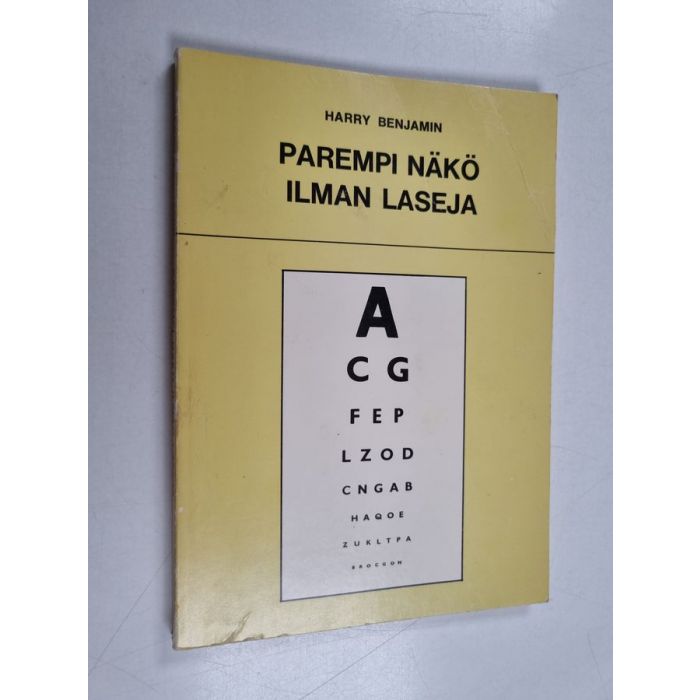 HARRY BENJAMIN
PAREMPI NÄKÖ
ILMAN LASEJA
A
C G
F E P
L Z O D
C N G A B
H A Q O E
Z U K L T P A